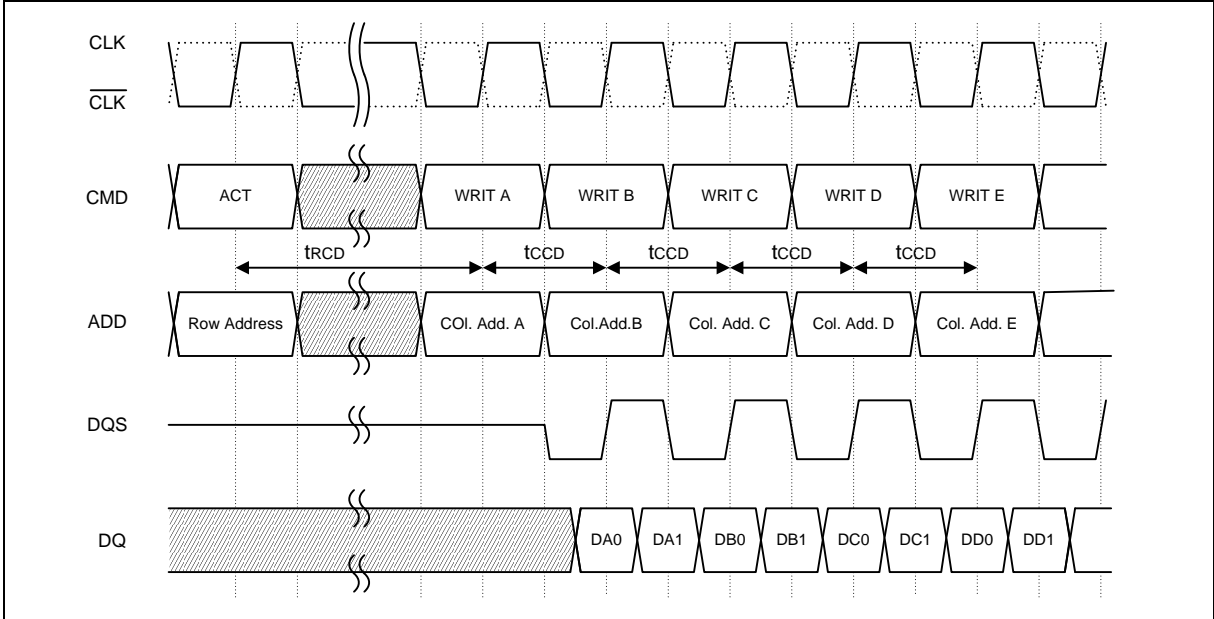 CLK
CLK
CMD ACT WRIT A WRIT B WRIT C WRIT D WRIT E
tRCD tCCD tCCD tCCD tCCD
ADD Row Address COl. Add. A Col.Add.B Col. Add. C Col. Add. D Col. Add. E
DQS
DQ DA0 DA1 DB0 DB1 DC0 DC1 DD0 DD1